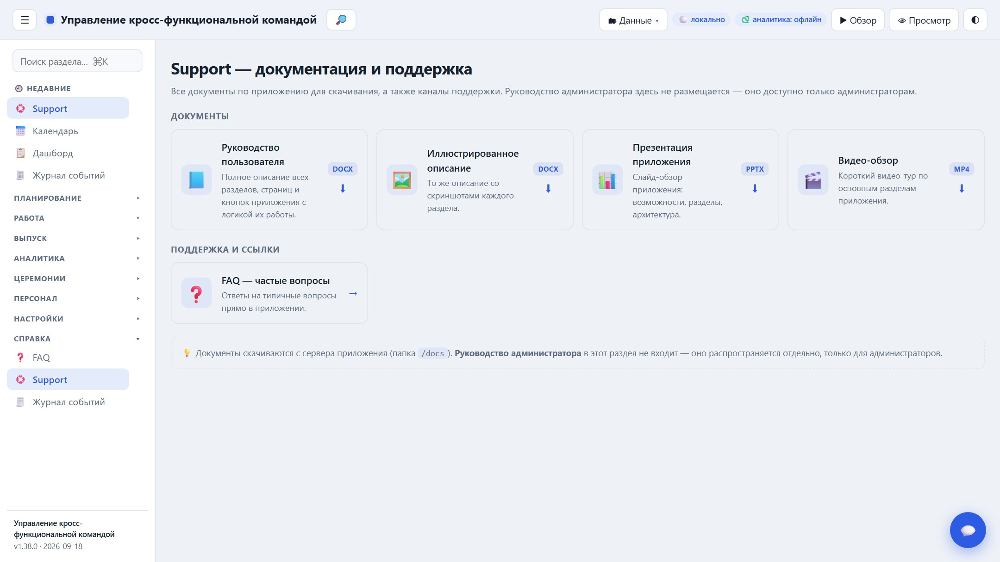 Управление кросс-функциональной командой
Данные
локально
аналитика: офлайн
Обзор
Просмотр
Поиск раздела... ⌘K
НЕДАВНИЕ
Support
Календарь
Дашборд
Журнал событий
ПЛАНИРОВАНИЕ
РАБОТА
ВЫПУСК
АНАЛИТИКА
ЦЕРЕМОНИИ
ПЕРСОНАЛ
НАСТРОЙКИ
СПРАВКА
FAQ
Support
Журнал событий
Управление кросс-
функциональной командой
v1.38.0 · 2026-09-18
Support — документация и поддержка
Все документы по приложению для скачивания, а также каналы поддержки. Руководство администратора здесь не размещается — оно доступно только администраторам.
ДОКУМЕНТЫ
Руководство
пользователя
Полное описание всех
разделов, страниц и
кнопок приложения с
логикой их работы.
DOCX
Иллюстрированное
описание
То же описание со
скриншотами каждого
раздела.
DOCX
Презентация
приложения
Слайд-обзор
приложения:
возможности, разделы,
архитектура.
PPTX
Видео-обзор
Короткий видео-тур по
основным разделам
приложения.
MP4
ПОДДЕРЖКА И ССЫЛКИ
FAQ — частые вопросы
Ответы на типичные вопросы
прямо в приложении.
Документы скачиваются с сервера приложения (папка /docs). Руководство администратора в этот раздел не входит — оно распространяется отдельно, только для администраторов.